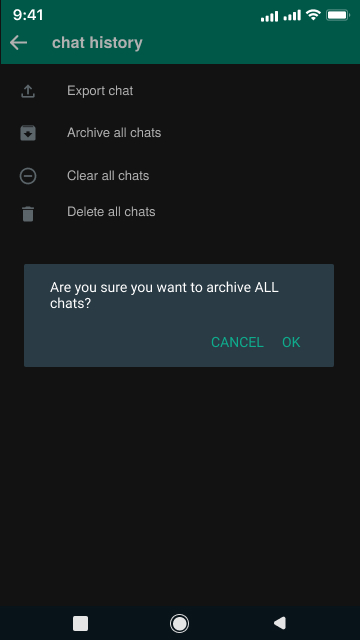 9:41
chat history
Export chat
Archive all chats
Clear all chats
Delete all chats
Are you sure you want to archive ALL
chats?
CANCEL OK